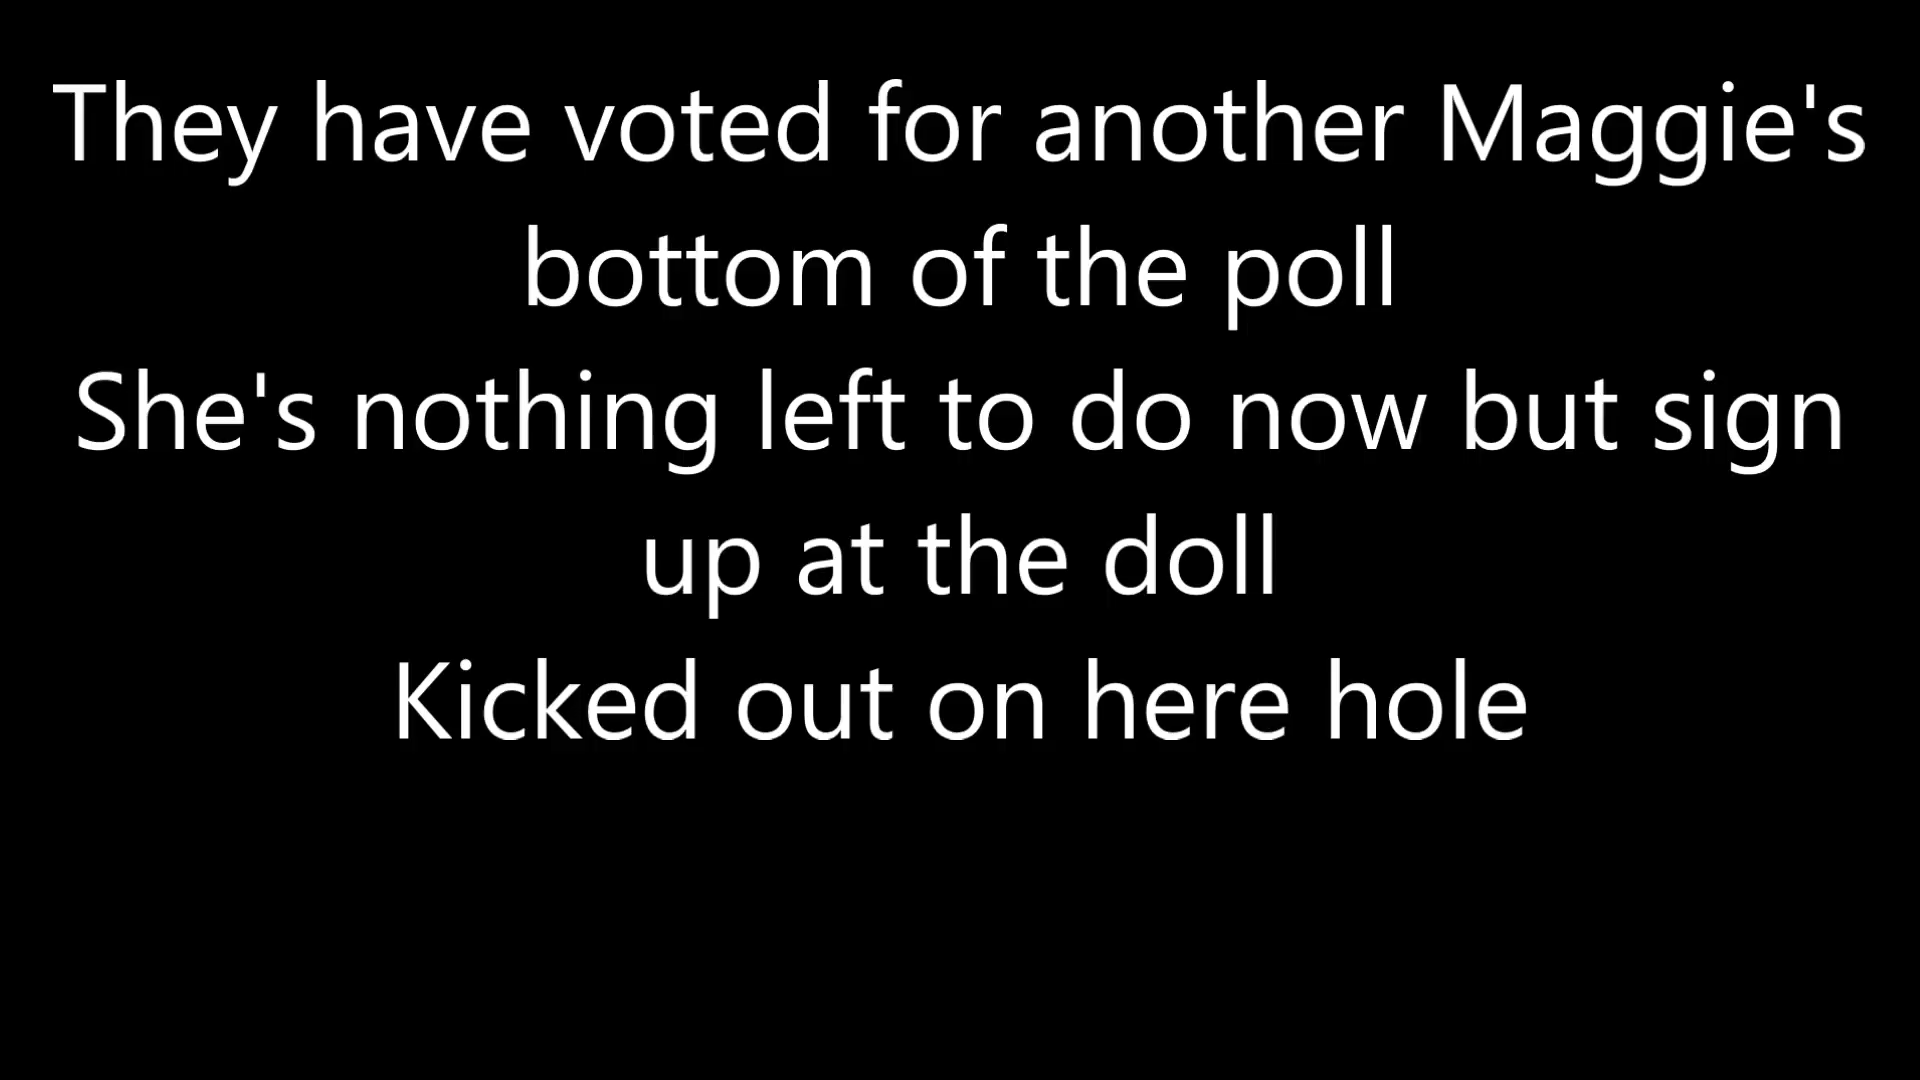 They have voted for another Maggie's
bottom of the poll
She's nothing left to do now but sign
up at the doll
Kicked out on here hole